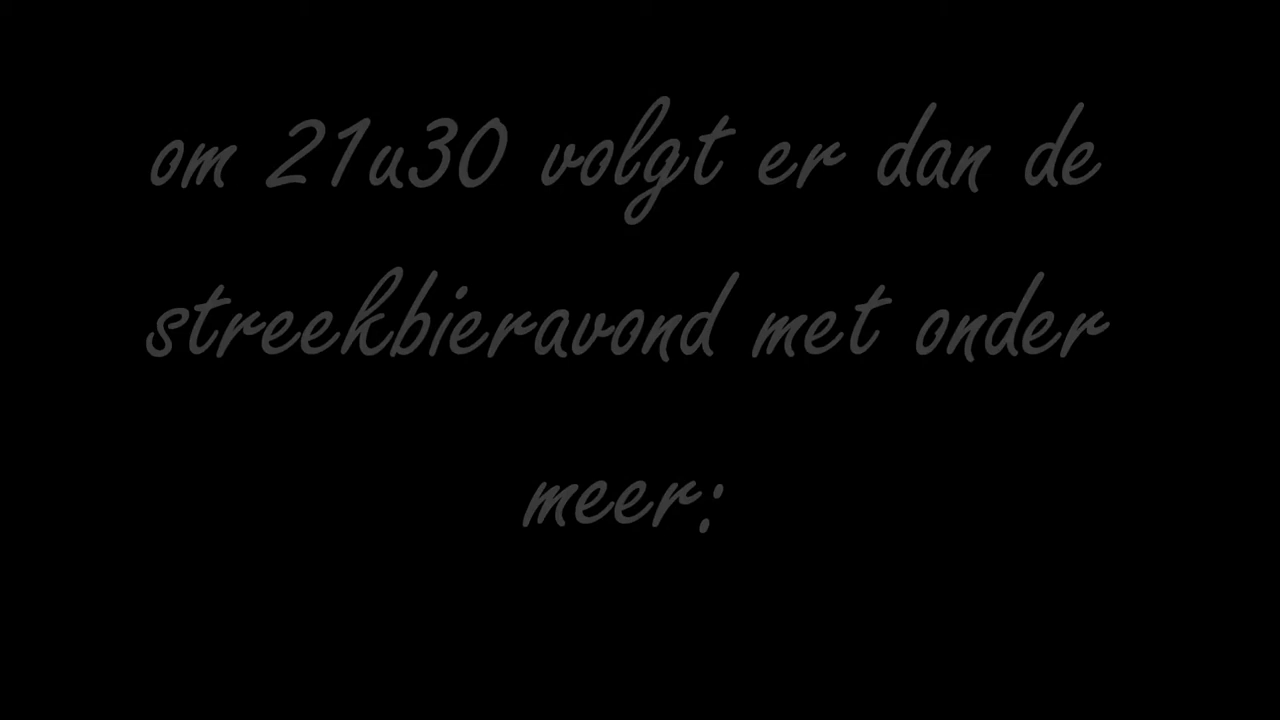 om 21u30 volgt er dan de
streekbieravond met onder
meer: